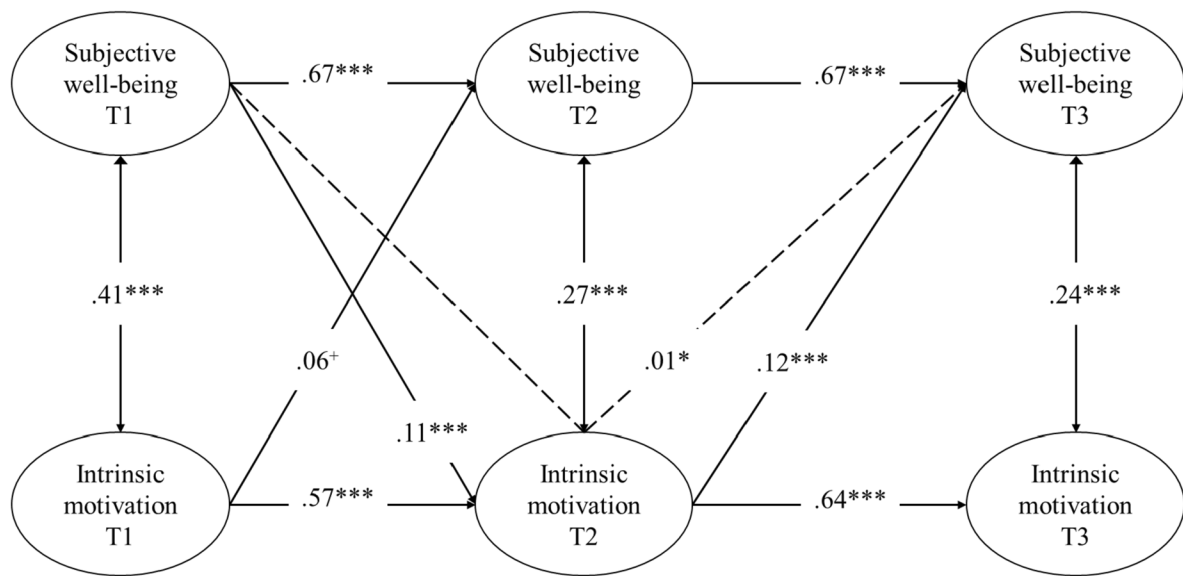 Subjective
well-being
T1
.67***
Subjective
well-being
T2
.67***
Subjective
well-being
T3
.41***
.27***
.24***
.06+
.01*
.12***
.11***
Intrinsic
motivation
T1
.57***
Intrinsic
motivation
T2
.64***
Intrinsic
motivation
T3